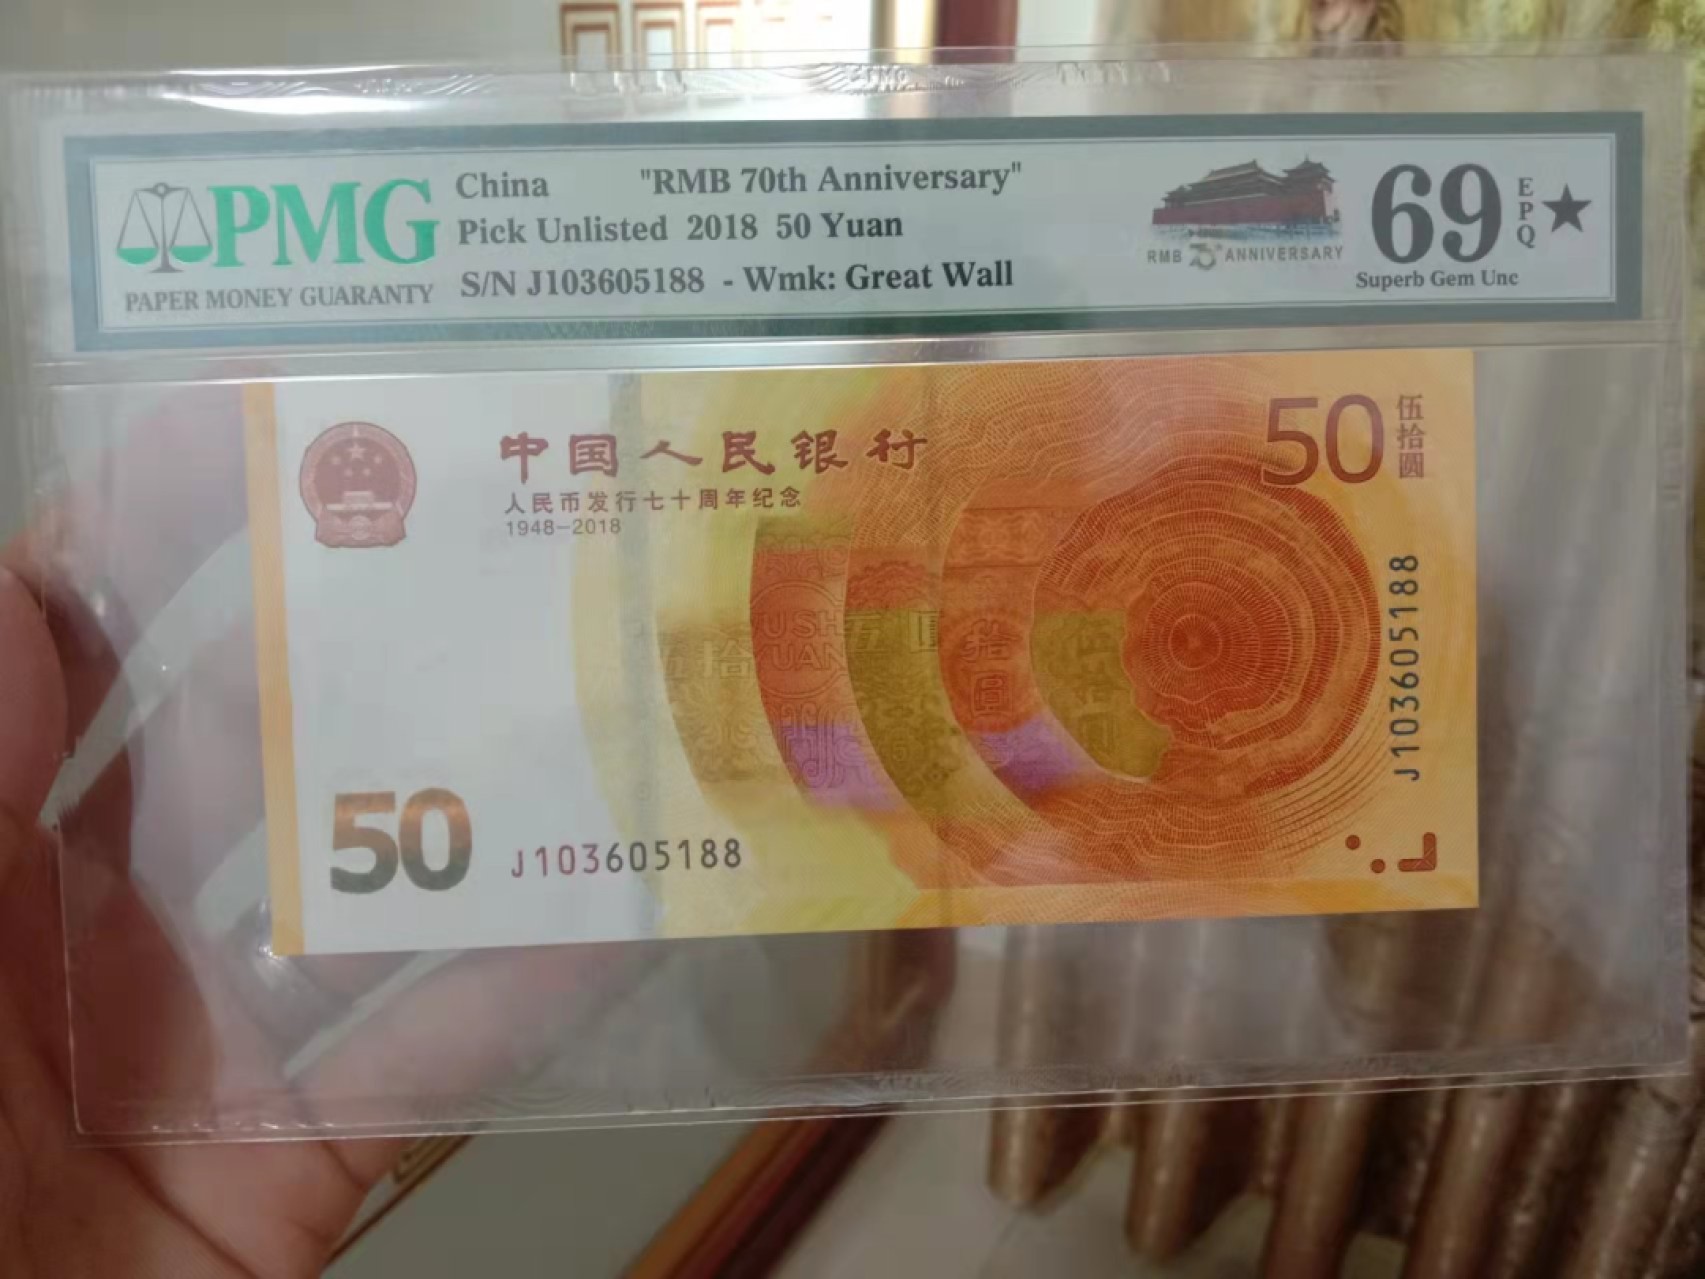 PMG
PAPER MONEY GUARANTY
China "RMB 70th Anniversary"
Pick Unlisted 2018 50 Yuan
S/N J103605188 - Wmk: Great Wall
RMB 70th ANNIVERSARY
69 EPQ ★
Superb Gem Unc
中国人民银行
人民币发行七十周年纪念
1948-2018
50 伍拾圆
J103605188
50
J103605188